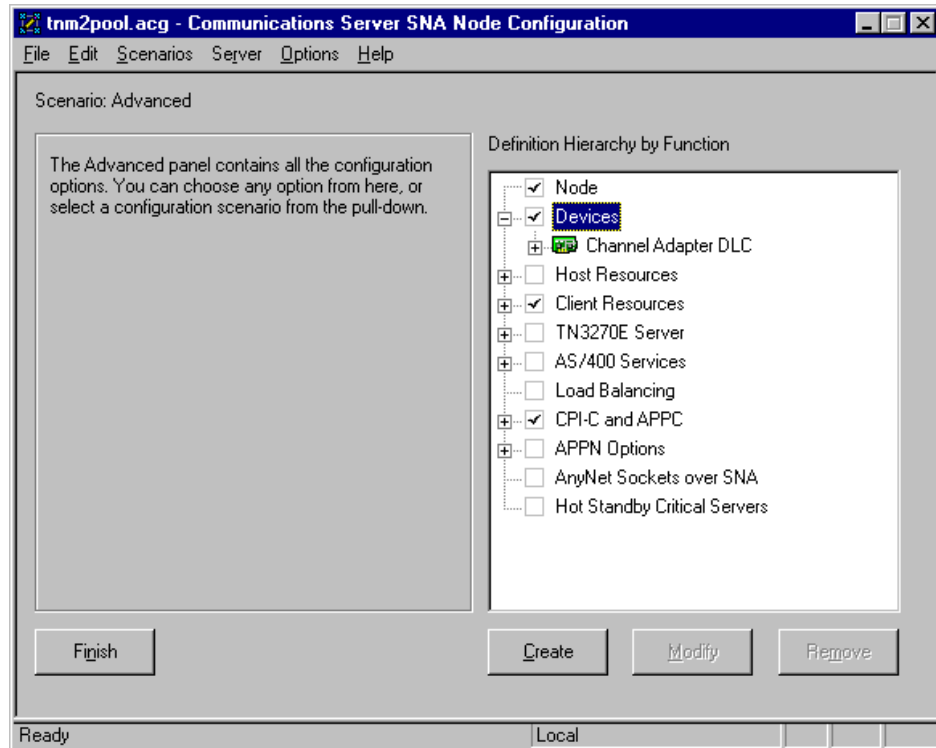 tnm2pool.acg - Communications Server SNA Node Configuration
File Edit Scenarios Server Options Help
Scenario: Advanced
The Advanced panel contains all the configuration
options. You can choose any option from here, or
select a configuration scenario from the pull-down.
Definition Hierarchy by Function
Node
Devices
Channel Adapter DLC
Host Resources
Client Resources
TN3270E Server
AS/400 Services
Load Balancing
CPI-C and APPC
APPN Options
AnyNet Sockets over SNA
Hot Standby Critical Servers
Finish Create Modify Remove
Ready Local